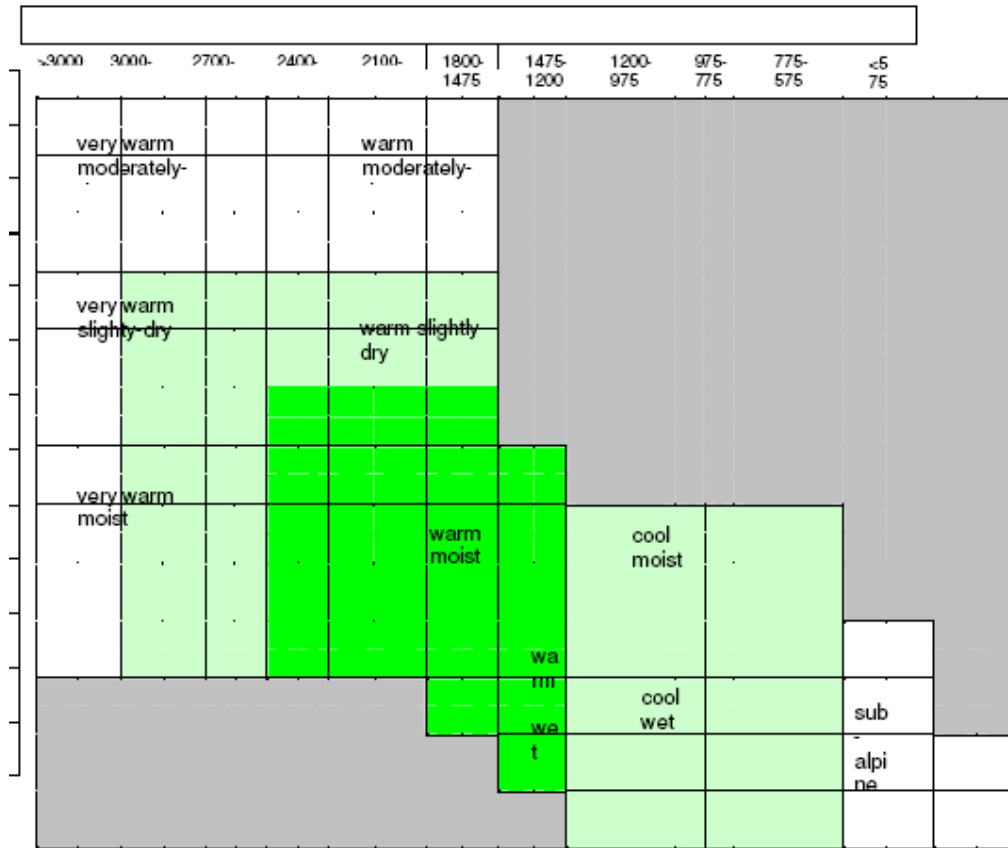 >3000 3000- 2700- 2400- 2100- 1800- 1475- 1200- 975- 775- <5
1475 1200 975 775 575 75
very warm
moderately-
warm
moderately-
very warm
slighty-dry
warm slightly
dry
very warm
moist
warm
moist
cool
moist
wa
rm
we
t
cool
wet
sub
-
alpi
ne